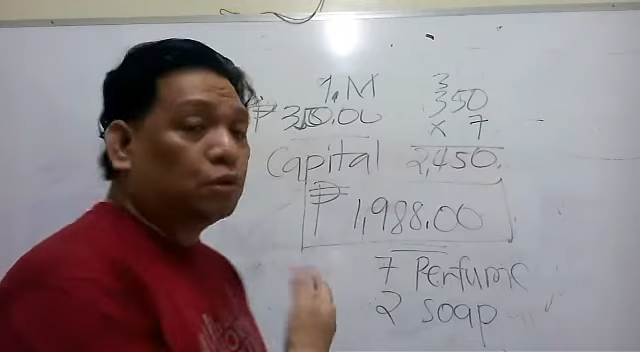 1.M
₱ 350.00
3
350
x 7
2,450.
Capital
₱ 1,988.00
7 Perfume
2 soap